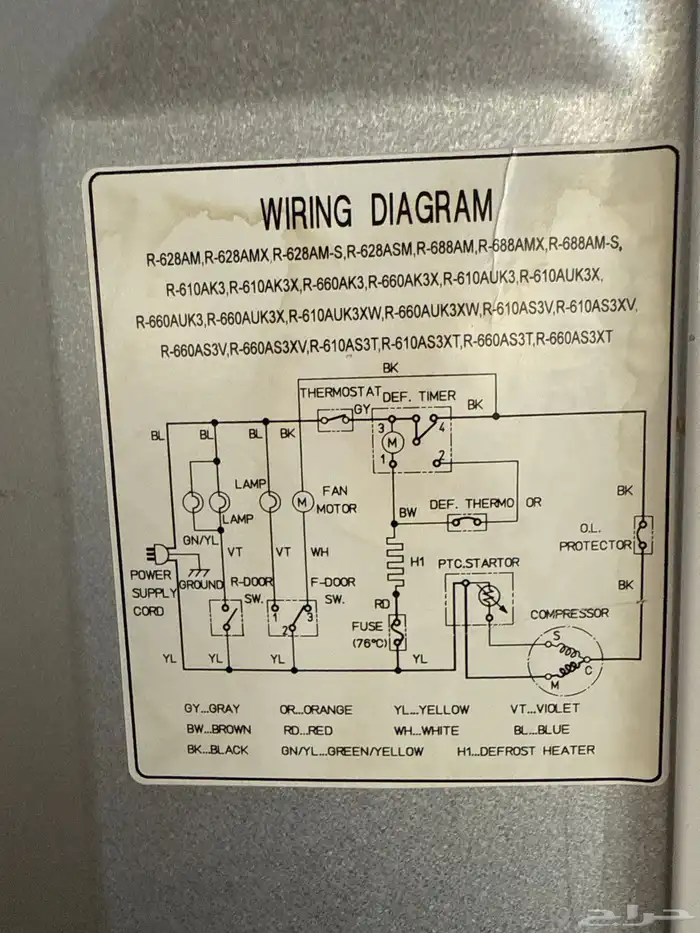 WIRING DIAGRAM
R-628AM,R-628AMX,R-628AM-S,R-628ASM,R-688AM,R-688AMX,R-688AM-S,
R-610AK3,R-610AK3X,R-660AK3,R-660AK3X,R-610AUK3,R-610AUK3X,
R-660AUK3,R-660AUK3X,R-610AUK3XW,R-660AUK3XW,R-610AS3V,R-610AS3XV,
R-660AS3V,R-660AS3XV,R-610AS3T,R-610AS3XT,R-660AS3T,R-660AS3XT
BK
THERMOSTAT DEF. TIMER
GY BK
BL BL BL BK
3 4
M
1 2
LAMP
LAMP
M FAN MOTOR
BW DEF. THERMO OR
BK
O.L. PROTECTOR
GN/YL
VT VT WH
H1 PTC.STARTOR
BK
POWER SUPPLY CORD
GROUND
R-DOOR SW.
F-DOOR SW.
1 3
2
RD
FUSE (76°C)
COMPRESSOR
S
C
M
YL YL YL YL
GY...GRAY OR...ORANGE YL...YELLOW VT...VIOLET
BW...BROWN RD...RED WH...WHITE BL...BLUE
BK...BLACK GN/YL...GREEN/YELLOW H1...DEFROST HEATER
حراج